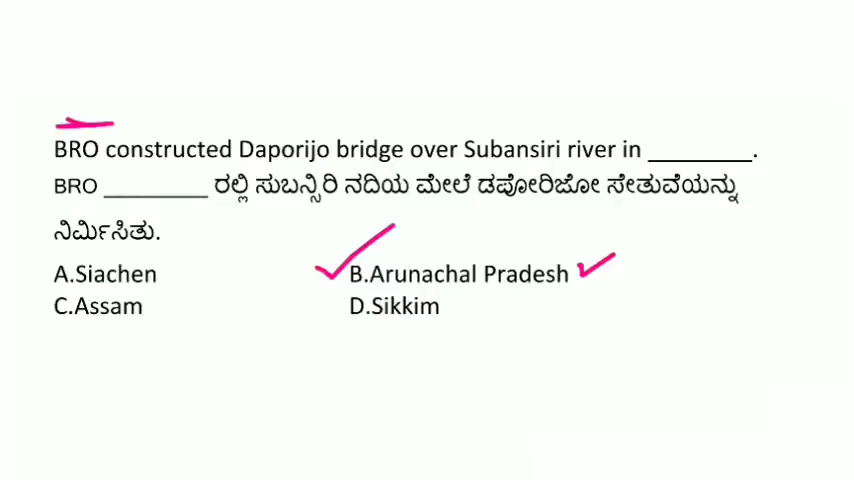 BRO constructed Daporijo bridge over Subansiri river in ________.
BRO ________ ರಲ್ಲಿ ಸುಬನ್ಸಿರಿ ನದಿಯ ಮೇಲೆ ಡಪೋರಿಜೋ ಸೇತುವೆಯನ್ನು
ನಿರ್ಮಿಸಿತು.
A.Siachen B.Arunachal Pradesh
C.Assam D.Sikkim